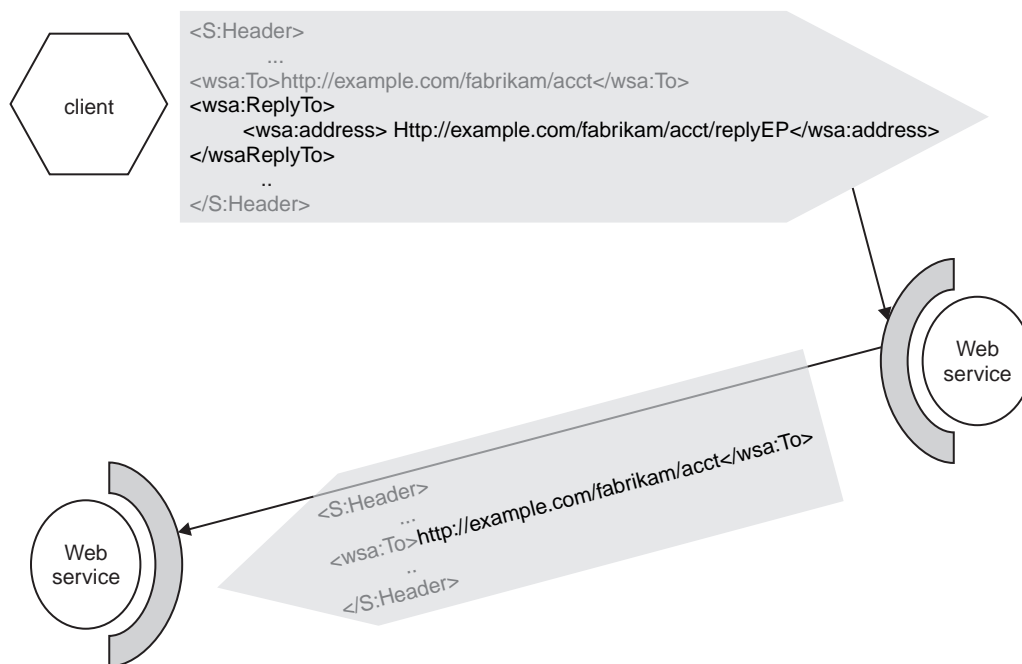 client
<S:Header>
...
<wsa:To>http://example.com/fabrikam/acct</wsa:To>
<wsa:ReplyTo>
<wsa:address> Http://example.com/fabrikam/acct/replyEP</wsa:address>
</wsaReplyTo>
..
</S:Header>
Web
service
<S:Header>
...
<wsa:To>http://example.com/fabrikam/acct</wsa:To>
..
</S:Header>
Web
service